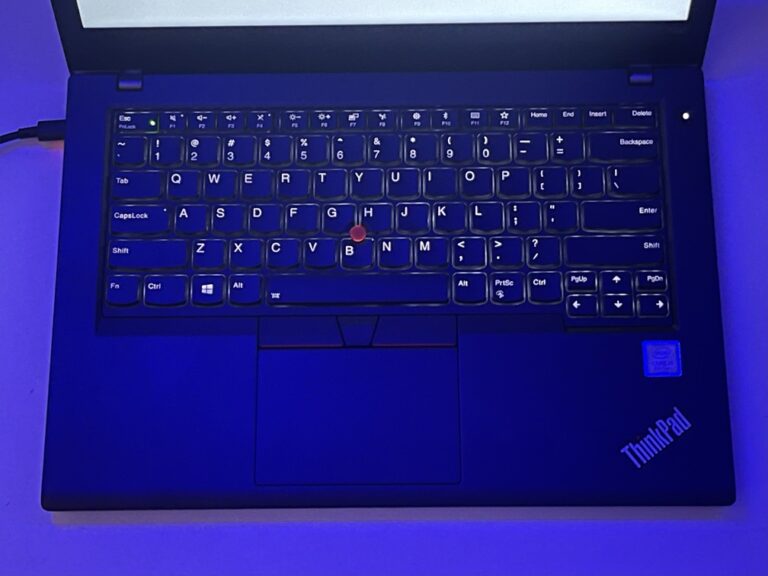 Esc F1 F2 F3 F4 F5 F6 F7 F8 F9 F10 F11 F12 Home End Insert Delete
FnLock
~ ! @ # $ % ^ & * ( ) — +
` 1 2 3 4 5 6 7 8 9 0 - = Backspace
Tab Q W E R T Y U I O P { [ } ] | \
CapsLock A S D F G H J K L : ; " ' Enter
Shift Z X C V B N M < , > . ? / Shift
Fn Ctrl Alt Alt PrtSc Ctrl PgUp PgDn
ThinkPad